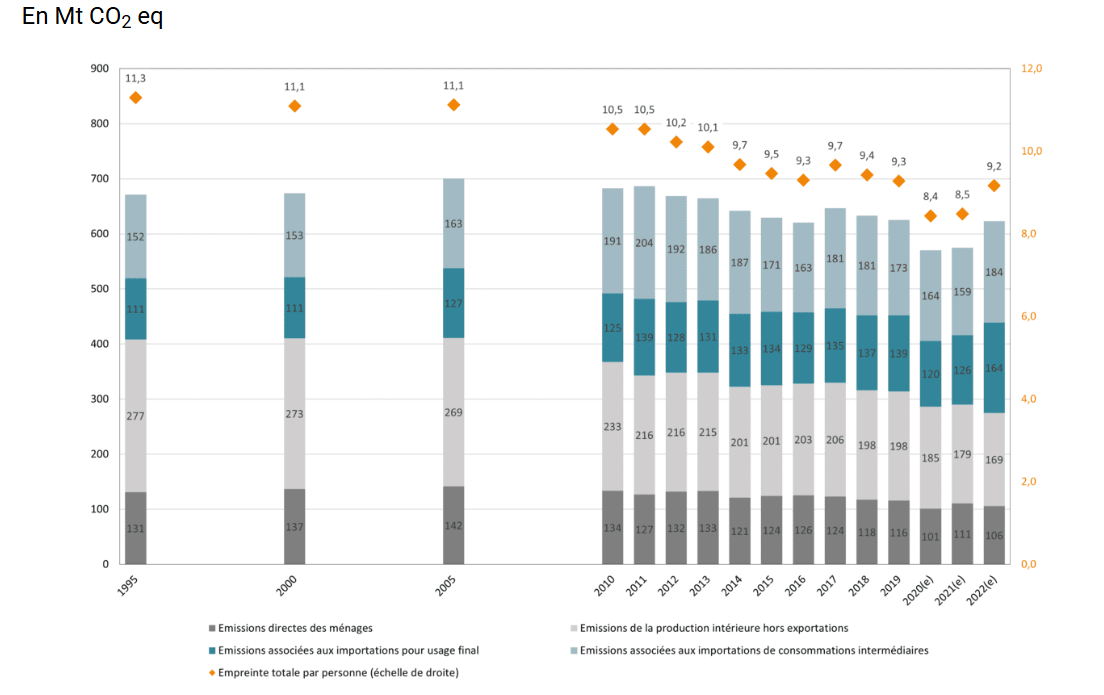 En Mt CO₂ eq
900 12,0
11,3
11,1 11,1
800
10,5 10,5
10,2 10,1
10,0
9,7 9,5 9,3 9,7 9,4 9,3 9,2
8,4 8,5
700
600 8,0
500
400 6,0
300 4,0
200
2,0
100
0 0,0
152 153 163 191 204 192 186 187 171 163 181 181 173 164 159 184
111 111 127 125 139 128 131 133 134 129 135 137 139 120 126 164
277 273 269 233 216 216 215 201 201 203 206 198 198 185 179 169
131 137 142 134 127 132 133 121 124 126 124 118 116 101 111 106
1995 2000 2005 2010 2011 2012 2013 2014 2015 2016 2017 2018 2019 2020(e) 2021(e) 2022(e)
Emissions directes des ménages Emissions de la production intérieure hors exportations
Emissions associées aux importations pour usage final Emissions associées aux importations de consommations intermédiaires
Empreinte totale par personne (échelle de droite)